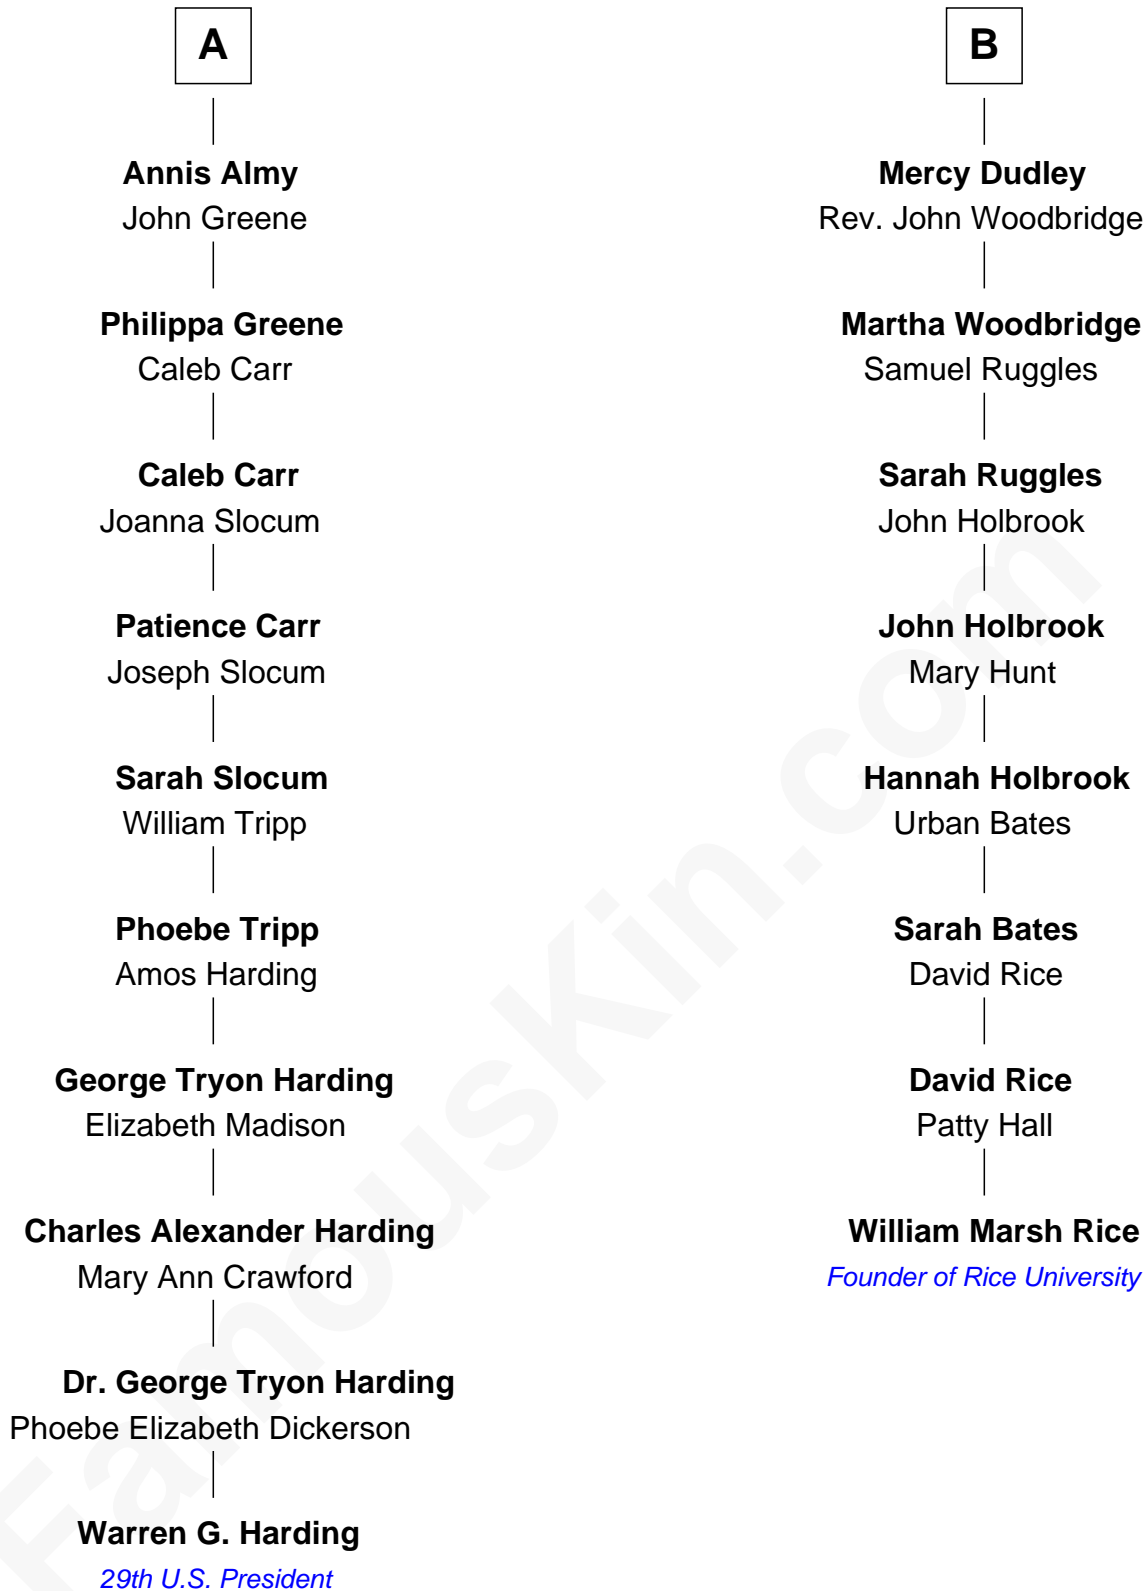 A
Annis Almy
John Greene
Philippa Greene
Caleb Carr
Caleb Carr
Joanna Slocum
Patience Carr
Joseph Slocum
Sarah Slocum
William Tripp
Phoebe Tripp
Amos Harding
George Tryon Harding
Elizabeth Madison
Charles Alexander Harding
Mary Ann Crawford
Dr. George Tryon Harding
Phoebe Elizabeth Dickerson
Warren G. Harding
29th U.S. President
B
Mercy Dudley
Rev. John Woodbridge
Martha Woodbridge
Samuel Ruggles
Sarah Ruggles
John Holbrook
John Holbrook
Mary Hunt
Hannah Holbrook
Urban Bates
Sarah Bates
David Rice
David Rice
Patty Hall
William Marsh Rice
Founder of Rice University
FamousKin.com